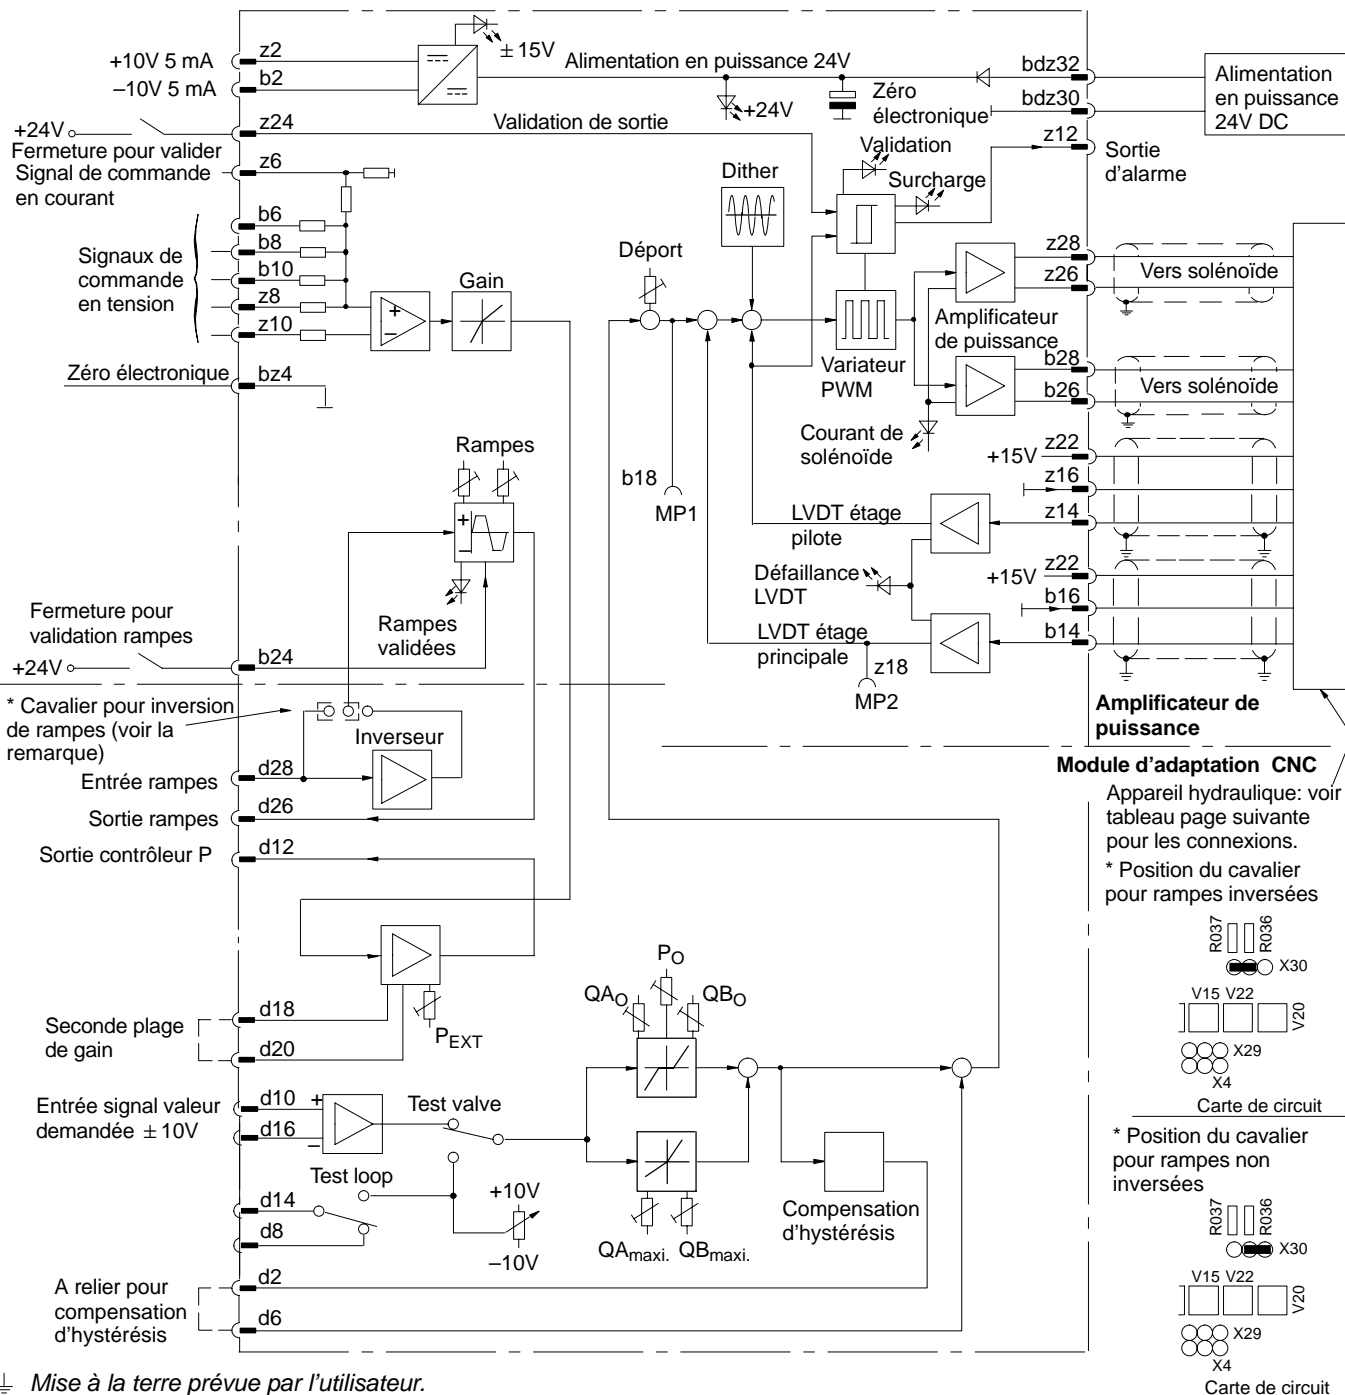 +10V 5 mA
z2
± 15V
Alimentation en puissance 24V
bdz32
Alimentation
en puissance
24V DC
–10V 5 mA
b2
+24V
Zéro
électronique
bdz30
+24V
z24
Validation de sortie
z12
Fermeture pour valider
Validation
Sortie
d'alarme
z6
Signal de commande
en courant
Dither
Surcharge
b6
b8
b10
z8
z10
Signaux de
commande
en tension
Gain
Déport
z28
z26
Vers solénoïde
Amplificateur
de puissance
Variateur
PWM
b28
b26
Vers solénoïde
Zéro électronique
bz4
Courant de
solénoïde
+15V
z22
z16
z14
Rampes
b18
MP1
LVDT étage
pilote
Défaillance
LVDT
+15V
z22
b16
b14
Fermeture pour
validation rampes
Rampes
validées
LVDT étage
principale
z18
MP2
+24V
b24
Amplificateur de
puissance
* Cavalier pour inversion
de rampes (voir la
remarque)
Inverseur
Module d'adaptation CNC
Entrée rampes
d28
Appareil hydraulique: voir
tableau page suivante
pour les connexions.
Sortie rampes
d26
Sortie contrôleur P
d12
* Position du cavalier
pour rampes inversées
R037
R036
X30
V15 V22
V20
X29
X4
Carte de circuit
PO
QAO
QBO
PEXT
Seconde plage
de gain
d18
d20
Entrée signal valeur
demandée ± 10V
d10
+
d16
–
Test valve
* Position du cavalier
pour rampes non
inversées
Test loop
d14
d8
+10V
–10V
QAmaxi.
QBmaxi.
Compensation
d'hystérésis
R037
R036
X30
V15 V22
V20
X29
X4
Carte de circuit
A relier pour
compensation
d'hystérésis
d2
d6
Mise à la terre prévue par l'utilisateur.